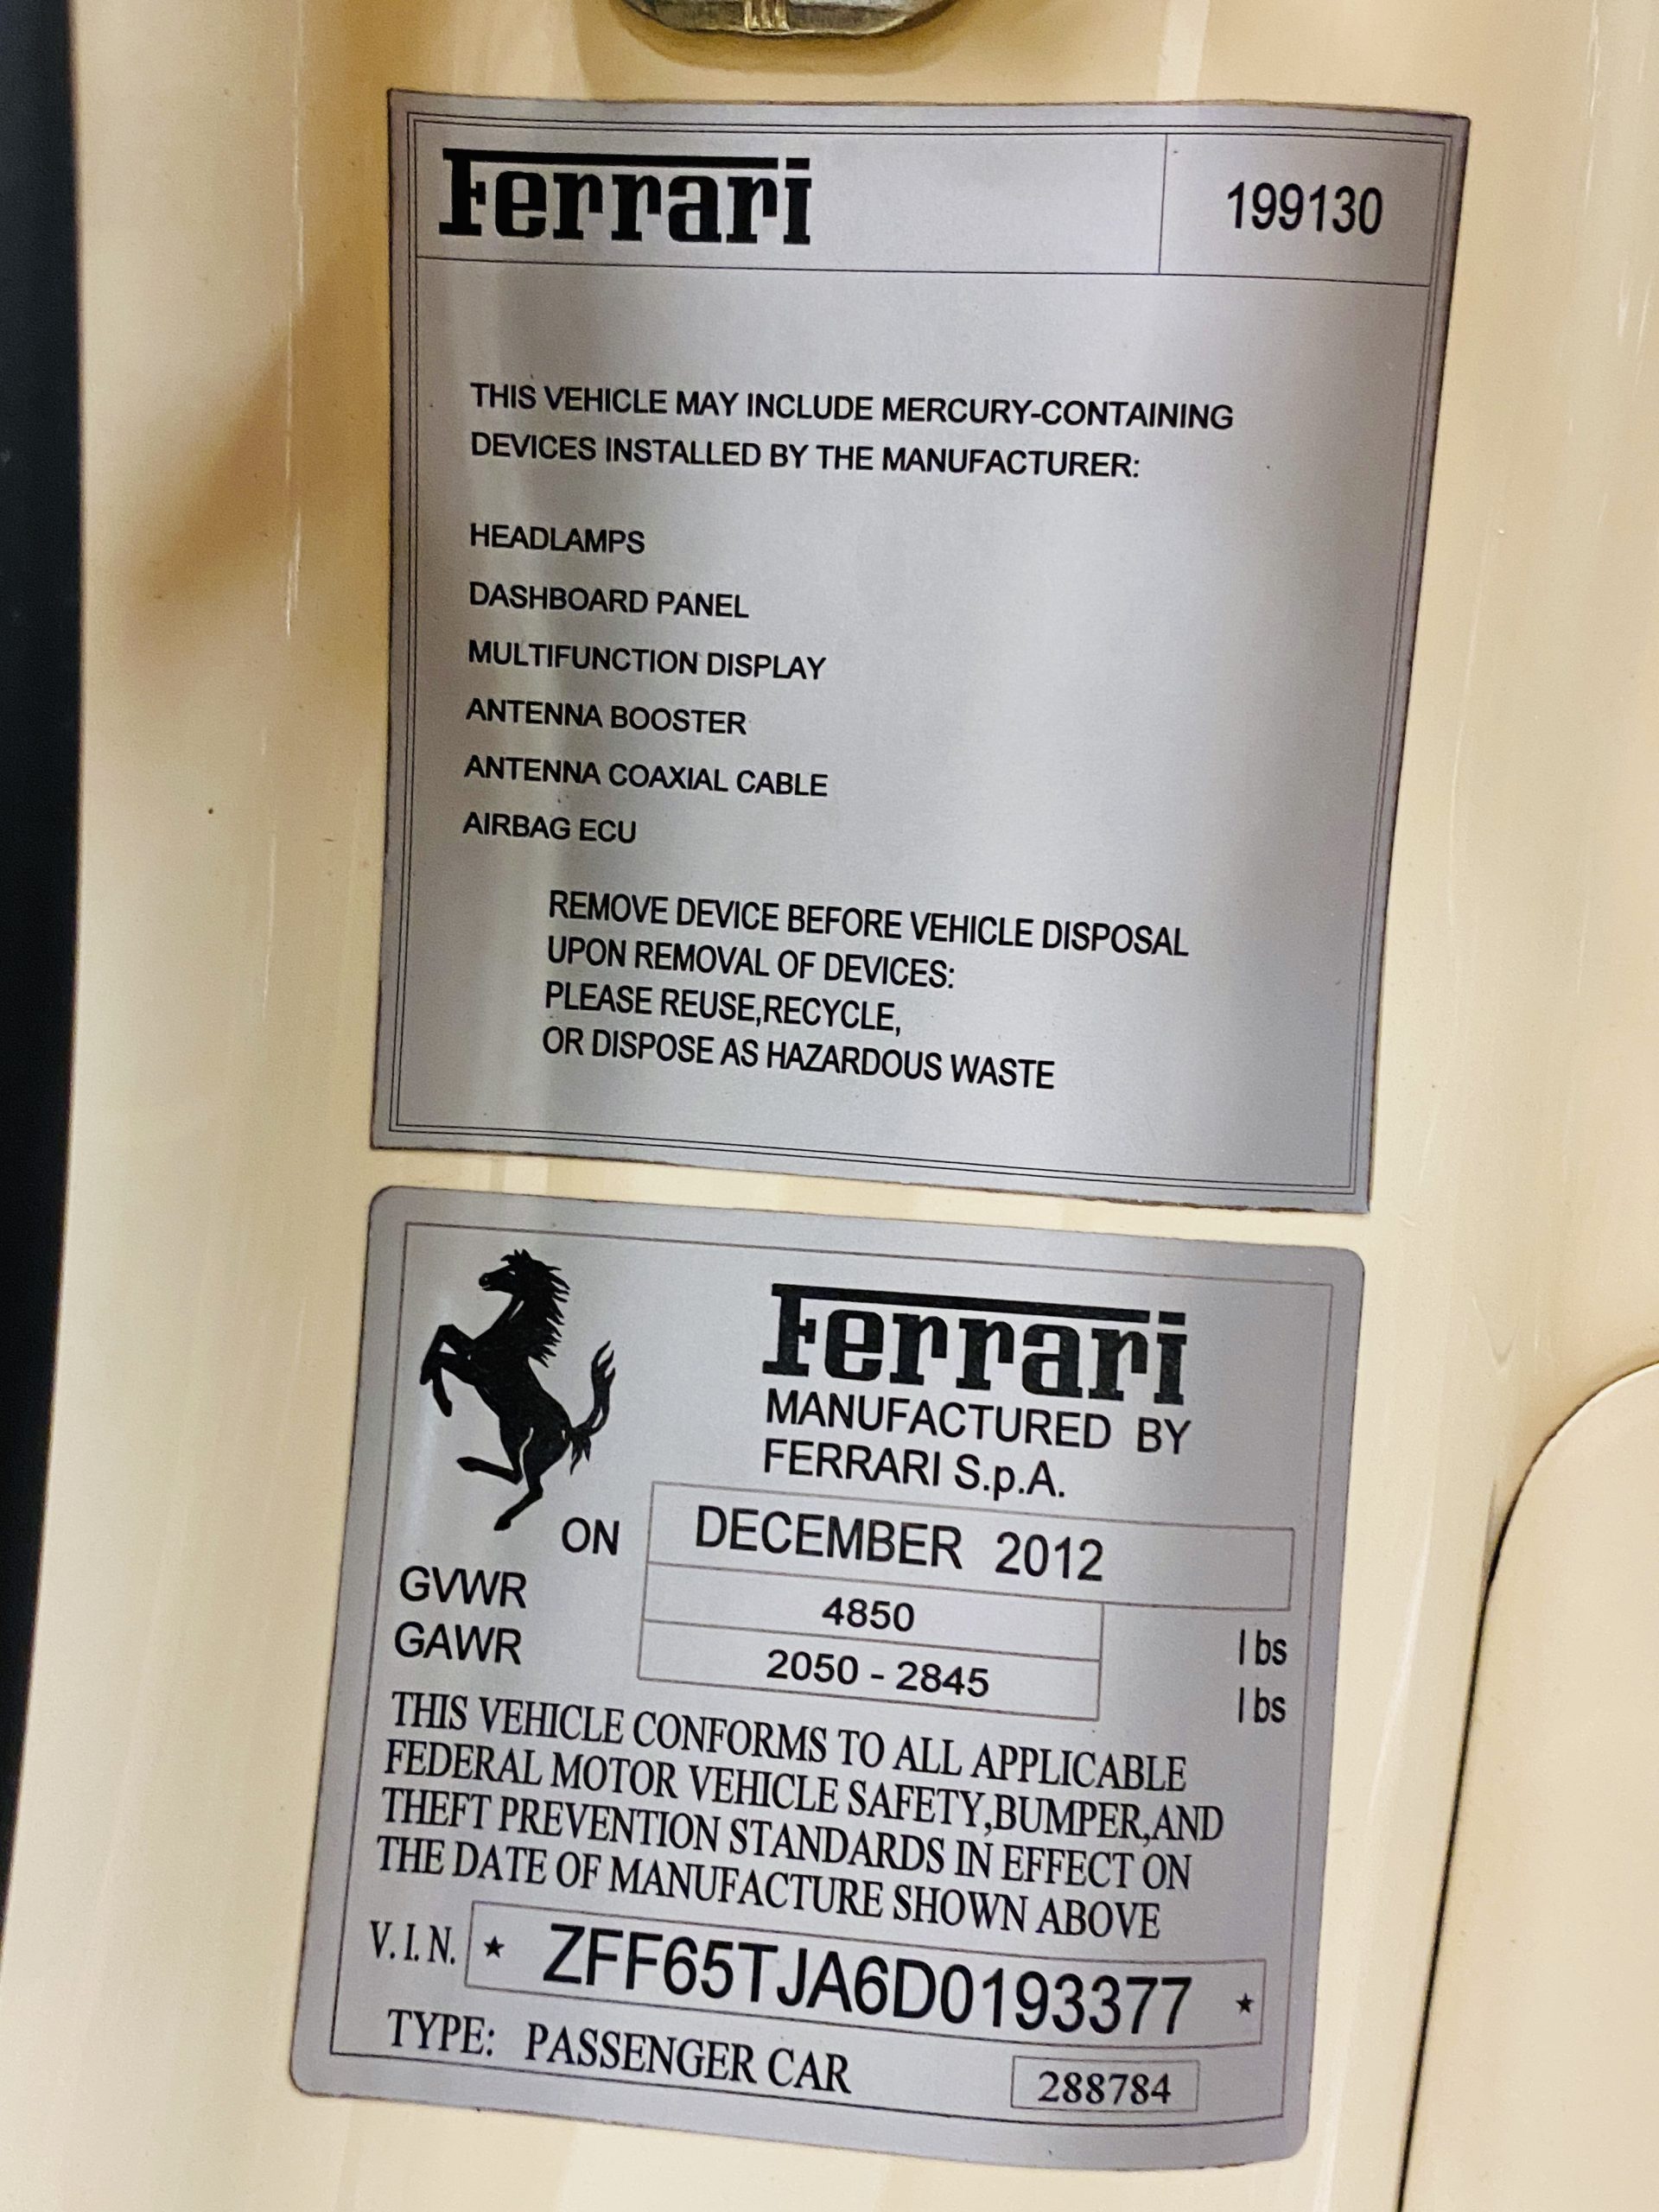 Ferrari 199130
THIS VEHICLE MAY INCLUDE MERCURY-CONTAINING
DEVICES INSTALLED BY THE MANUFACTURER:
HEADLAMPS
DASHBOARD PANEL
MULTIFUNCTION DISPLAY
ANTENNA BOOSTER
ANTENNA COAXIAL CABLE
AIRBAG ECU
REMOVE DEVICE BEFORE VEHICLE DISPOSAL
UPON REMOVAL OF DEVICES:
PLEASE REUSE,RECYCLE,
OR DISPOSE AS HAZARDOUS WASTE
Ferrari
MANUFACTURED BY
FERRARI S.p.A.
ON DECEMBER 2012
GVWR 4850 lbs
GAWR 2050 - 2845 lbs
THIS VEHICLE CONFORMS TO ALL APPLICABLE
FEDERAL MOTOR VEHICLE SAFETY,BUMPER,AND
THEFT PREVENTION STANDARDS IN EFFECT ON
THE DATE OF MANUFACTURE SHOWN ABOVE
V.I.N. ★ ZFF65TJA6D0193377 ★
TYPE: PASSENGER CAR 288784